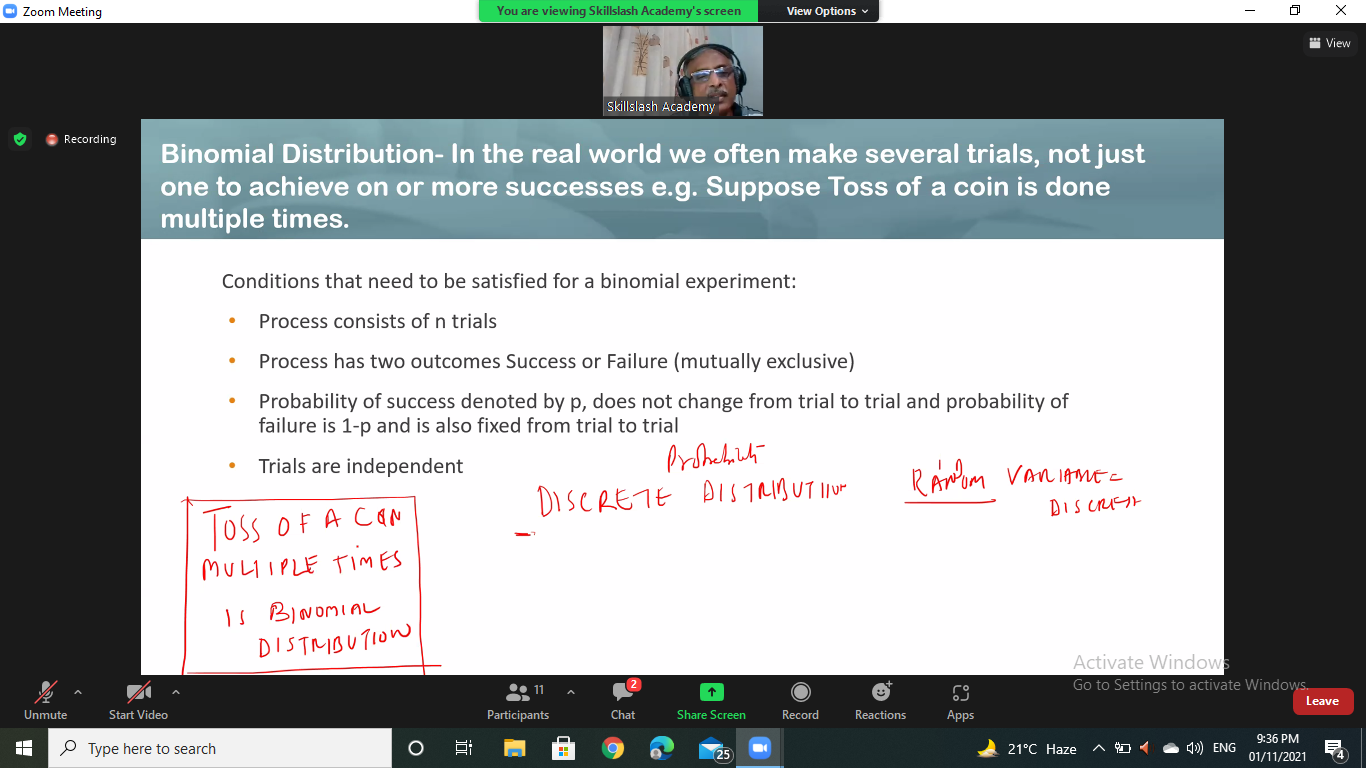 Zoom Meeting
You are viewing Skillslash Academy's screen
View Options
View
Skillslash Academy
Recording
Binomial Distribution- In the real world we often make several trials, not just
one to achieve on or more successes e.g. Suppose Toss of a coin is done
multiple times.
Conditions that need to be satisfied for a binomial experiment:
• Process consists of n trials
• Process has two outcomes Success or Failure (mutually exclusive)
• Probability of success denoted by p, does not change from trial to trial and probability of
failure is 1-p and is also fixed from trial to trial
• Trials are independent
DISCRETE DISTRIBUTION
RANDOM VARIABLE =
TOSS OF A COIN
MULTIPLE TIMES
IS BINOMIAL
DISTRIBUTION
Activate Windows
Go to Settings to activate Windows.
Unmute
Start Video
Participants
11
Chat
2
Share Screen
Record
Reactions
Apps
Leave
Type here to search
25
21°C Haze
ENG
9:36 PM
01/11/2021
4